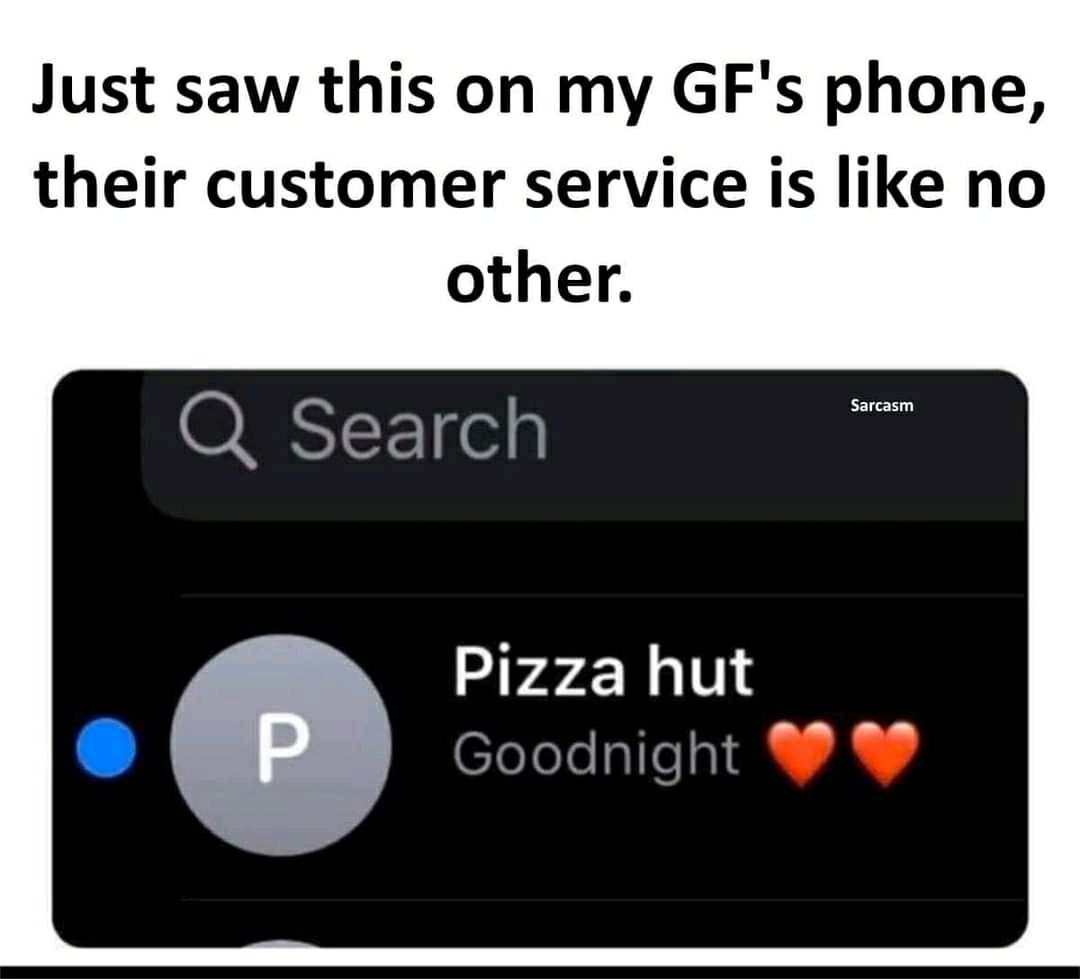 Just saw this on my GF's phone,
their customer service is like no
other.
Search
Sarcasm
Pizza hut
P
Goodnight ❤️❤️